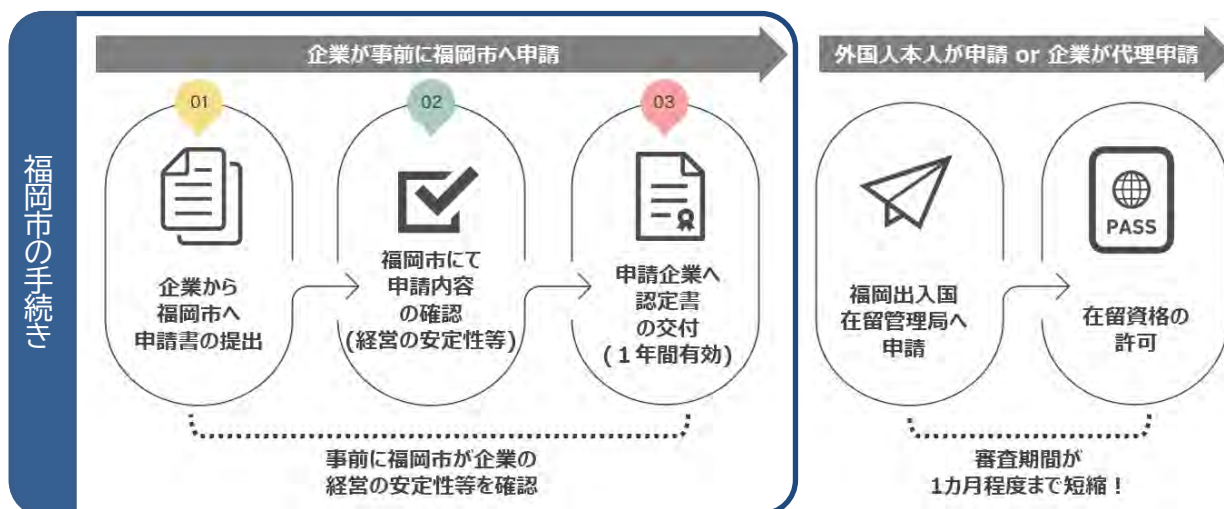 福岡市の手続き
企業が事前に福岡市へ申請
01
企業から
福岡市へ
申請書の提出
02
福岡市にて
申請内容
の確認
(経営の安定性等)
03
申請企業へ
認定書
の交付
(1年間有効)
事前に福岡市が企業の
経営の安定性等を確認
外国人本人が申請 or 企業が代理申請
福岡出入国
在留管理局へ
申請
PASS
在留資格の
許可
審査期間が
1カ月程度まで短縮!